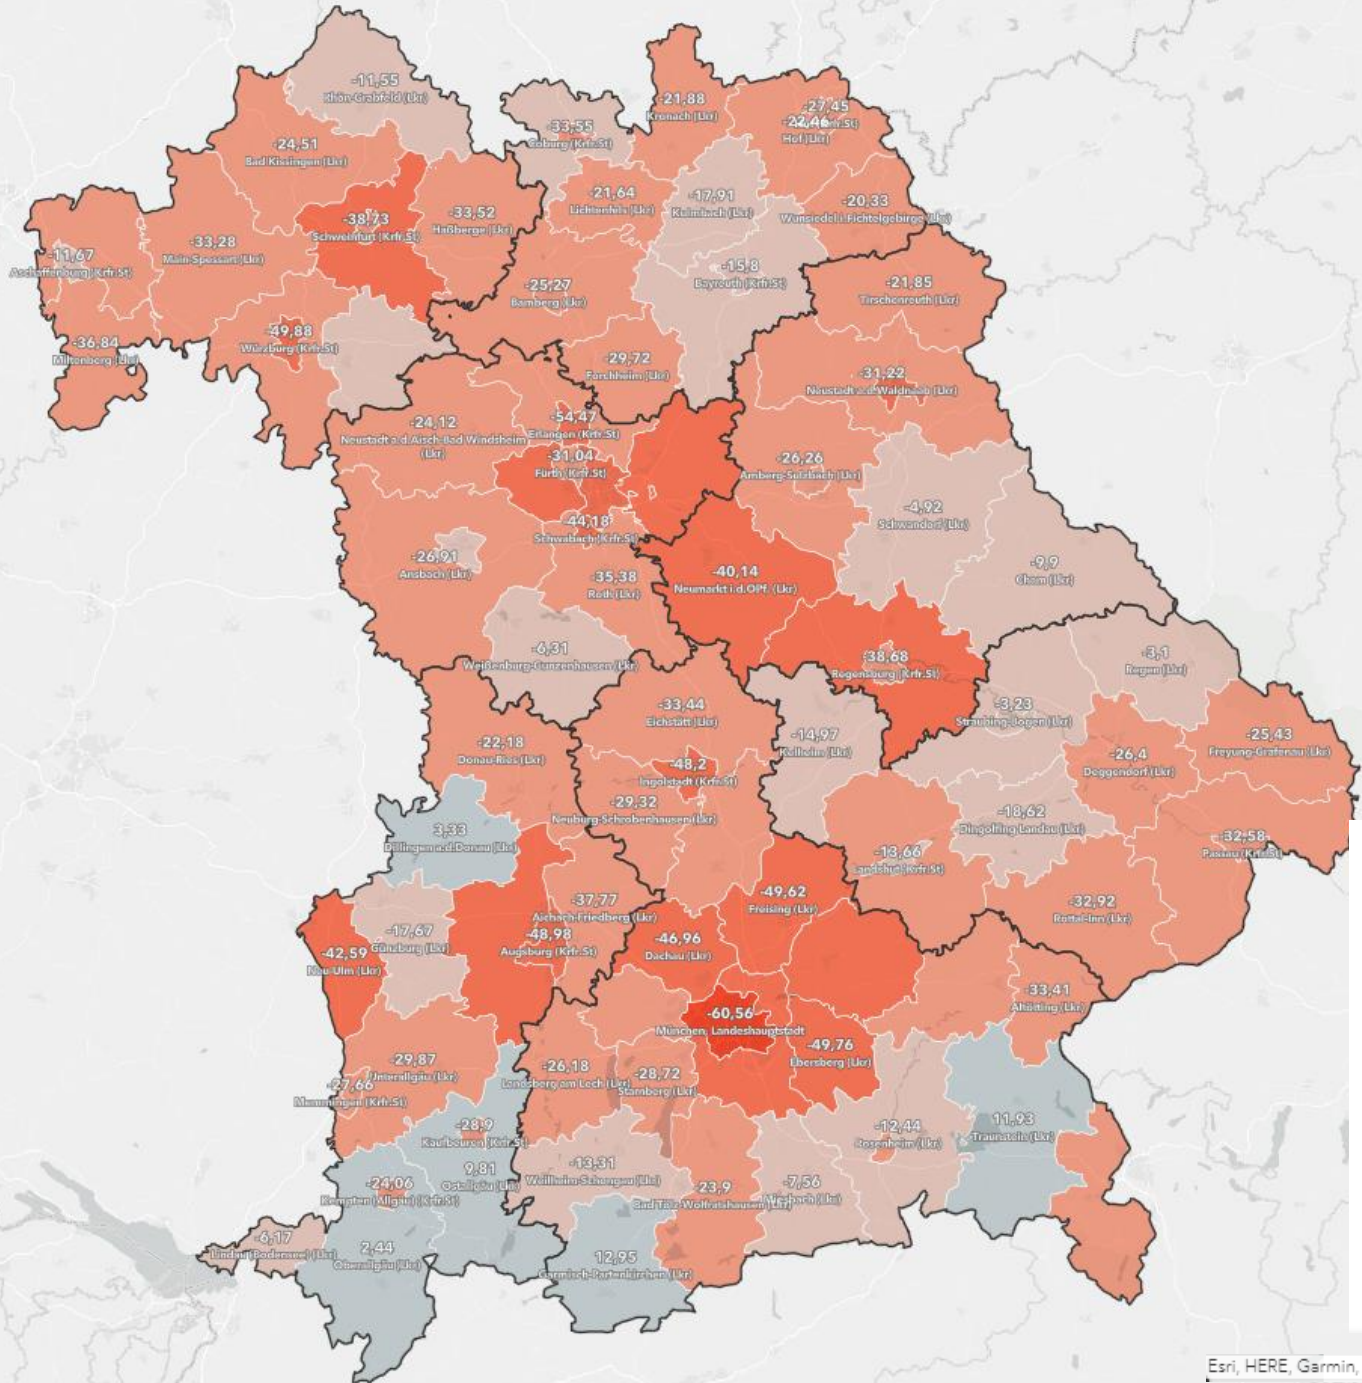 -11,55
Rhön-Grabfeld (Lkr)
-21,88
Kronach (Lkr)
-27,45
-22,46
Hof (Lkr)
-33,55
Coburg (Krfr.St)
-24,51
Bad Kissingen (Lkr)
-21,64
Lichtenfels (Lkr)
-17,91
Kulmbach (Lkr)
-20,33
Wunsiedel i.Fichtelgebirge (Lkr)
-38,73
Schweinfurt (Krfr.St)
-33,52
Haßberge (Lkr)
-33,28
Main-Spessart (Lkr)
-11,67
Aschaffenburg (Krfr.St)
-15,8
Bayreuth (Krfr.St)
-25,27
Bamberg (Lkr)
-21,85
Tirschenreuth (Lkr)
-36,84
Miltenberg (Lkr)
-49,88
Würzburg (Krfr.St)
-29,72
Forchheim (Lkr)
-31,22
Neustadt a.d.Waldnaab (Lkr)
-24,12
Neustadt a.d.Aisch-Bad Windsheim
(Lkr)
-54,47
Erlangen (Krfr.St)
-31,04
Fürth (Krfr.St)
-26,26
Amberg-Sulzbach (Lkr)
-4,92
Schwandorf (Lkr)
-44,18
Schwabach (Krfr.St)
-26,91
Ansbach (Lkr)
-35,38
Roth (Lkr)
-40,14
Neumarkt i.d.OPf. (Lkr)
-9,9
Cham (Lkr)
-6,31
Weißenburg-Gunzenhausen (Lkr)
-38,68
Regensburg (Krfr.St)
-3,1
Regen (Lkr)
-33,44
Eichstätt (Lkr)
-3,23
Straubing-Bogen (Lkr)
-22,18
Donau-Ries (Lkr)
-14,97
Kelheim (Lkr)
-25,43
Freyung-Grafenau (Lkr)
-26,4
Deggendorf (Lkr)
-48,2
Ingolstadt (Krfr.St)
-29,32
Neuburg-Schrobenhausen (Lkr)
-18,62
Dingolfing-Landau (Lkr)
3,33
Dillingen a.d.Donau (Lkr)
-13,66
Landshut (Krfr.St)
-32,58
Passau (Krfr.St)
-49,62
Freising (Lkr)
-37,77
Aichach-Friedberg (Lkr)
-32,92
Rottal-Inn (Lkr)
-17,67
Günzburg (Lkr)
-48,98
Augsburg (Krfr.St)
-46,96
Dachau (Lkr)
-42,59
Neu-Ulm (Lkr)
-33,41
Altötting (Lkr)
-60,56
München, Landeshauptstadt
-49,76
Ebersberg (Lkr)
-29,87
Unterallgäu (Lkr)
-26,18
Landsberg am Lech (Lkr)
-28,72
Starnberg (Lkr)
-27,66
Memmingen (Krfr.St)
-28,9
Kaufbeuren (Krfr.St)
-12,44
Rosenheim (Lkr)
11,93
Traunstein (Lkr)
9,81
Ostallgäu (Lkr)
-13,31
Weilheim-Schongau (Lkr)
-24,06
Kempten (Allgäu) (Krfr.St)
-23,9
Bad Tölz-Wolfratshausen (Lkr)
-7,56
Miesbach (Lkr)
-6,17
Lindau (Bodensee) (Lkr)
2,44
Oberallgäu (Lkr)
12,95
Garmisch-Partenkirchen (Lkr)
Esri, HERE, Garmin,